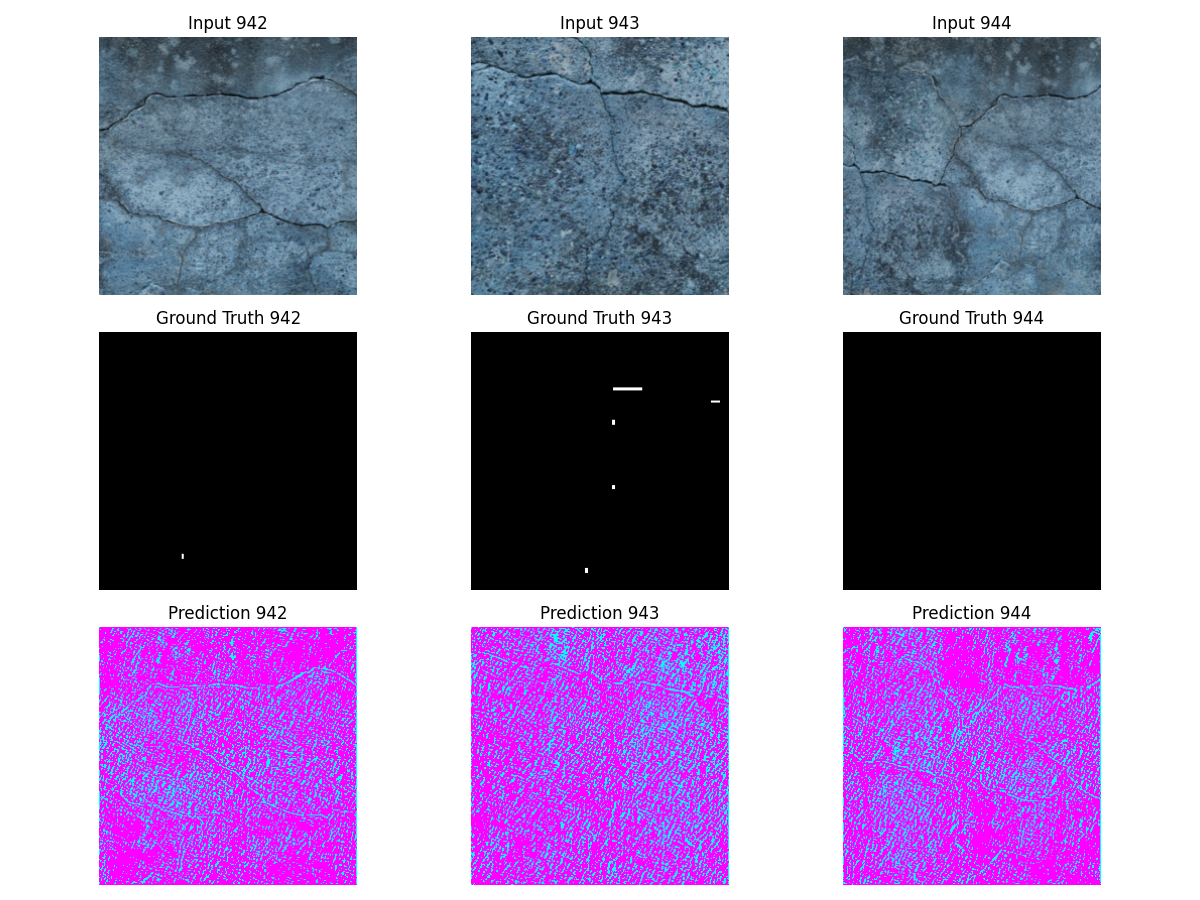 Input 942
Input 943
Input 944
Ground Truth 942
Ground Truth 943
Ground Truth 944
Prediction 942
Prediction 943
Prediction 944